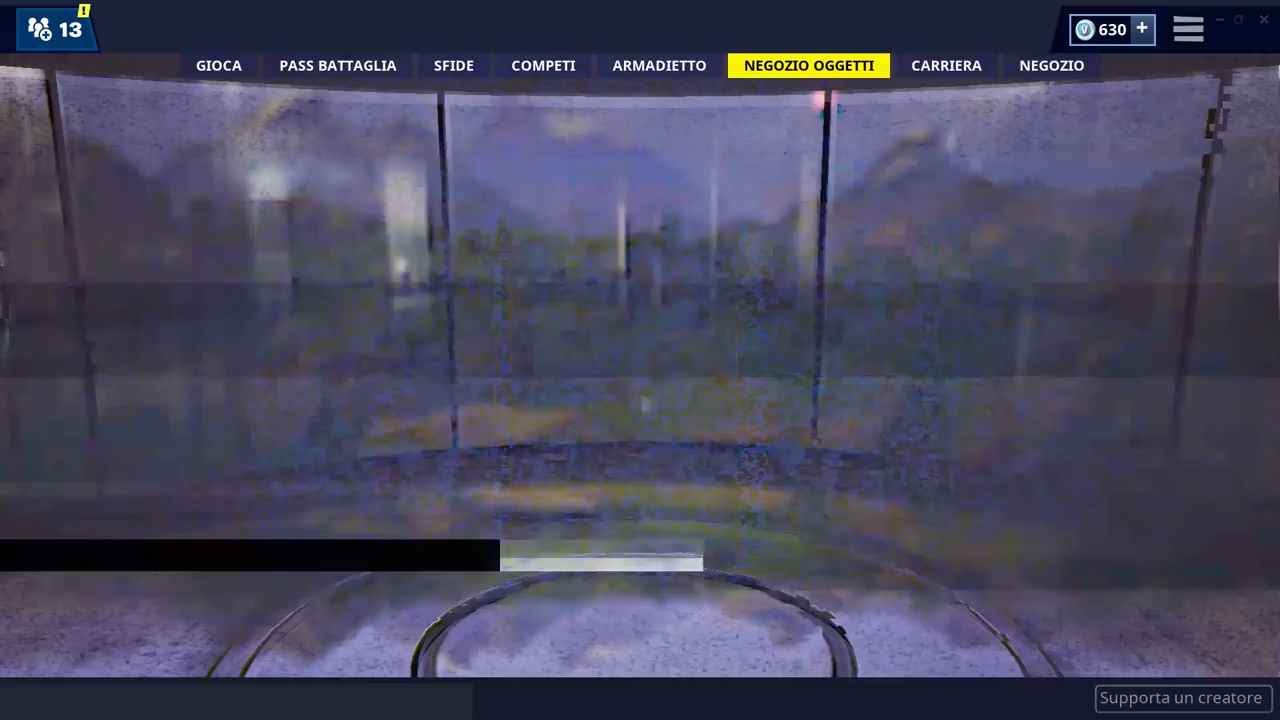 13
!
630 +
GIOCA PASS BATTAGLIA SFIDE COMPETI ARMADIETTO NEGOZIO OGGETTI CARRIERA NEGOZIO
Supporta un creatore